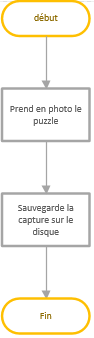 début
Prend en photo le
puzzle
Sauvegarde la
capture sur le
disque
Fin